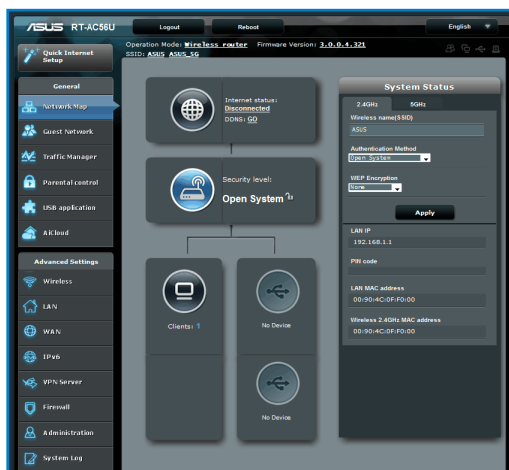 ASUS RT-AC56U
Logout
Reboot
English
Quick Internet Setup
Operation Mode: Wireless router Firmware Version: 3.0.0.4.321
SSID: ASUS ASUS_5G
General
Network Map
Guest Network
Traffic Manager
Parental control
USB application
AiCloud
Advanced Settings
Wireless
LAN
WAN
IPv6
VPN Server
Firewall
Administration
System Log
Internet status:
Disconnected
DDNS: GO
Security level:
Open System
Clients: 1
No Device
No Device
System Status
2.4GHz
5GHz
Wireless name(SSID)
ASUS
Authentication Method
Open System
WEP Encryption
None
Apply
LAN IP
192.168.1.1
PIN code
LAN MAC address
00:90:4C:0F:F0:00
Wireless 2.4GHz MAC address
00:90:4C:0F:F0:00